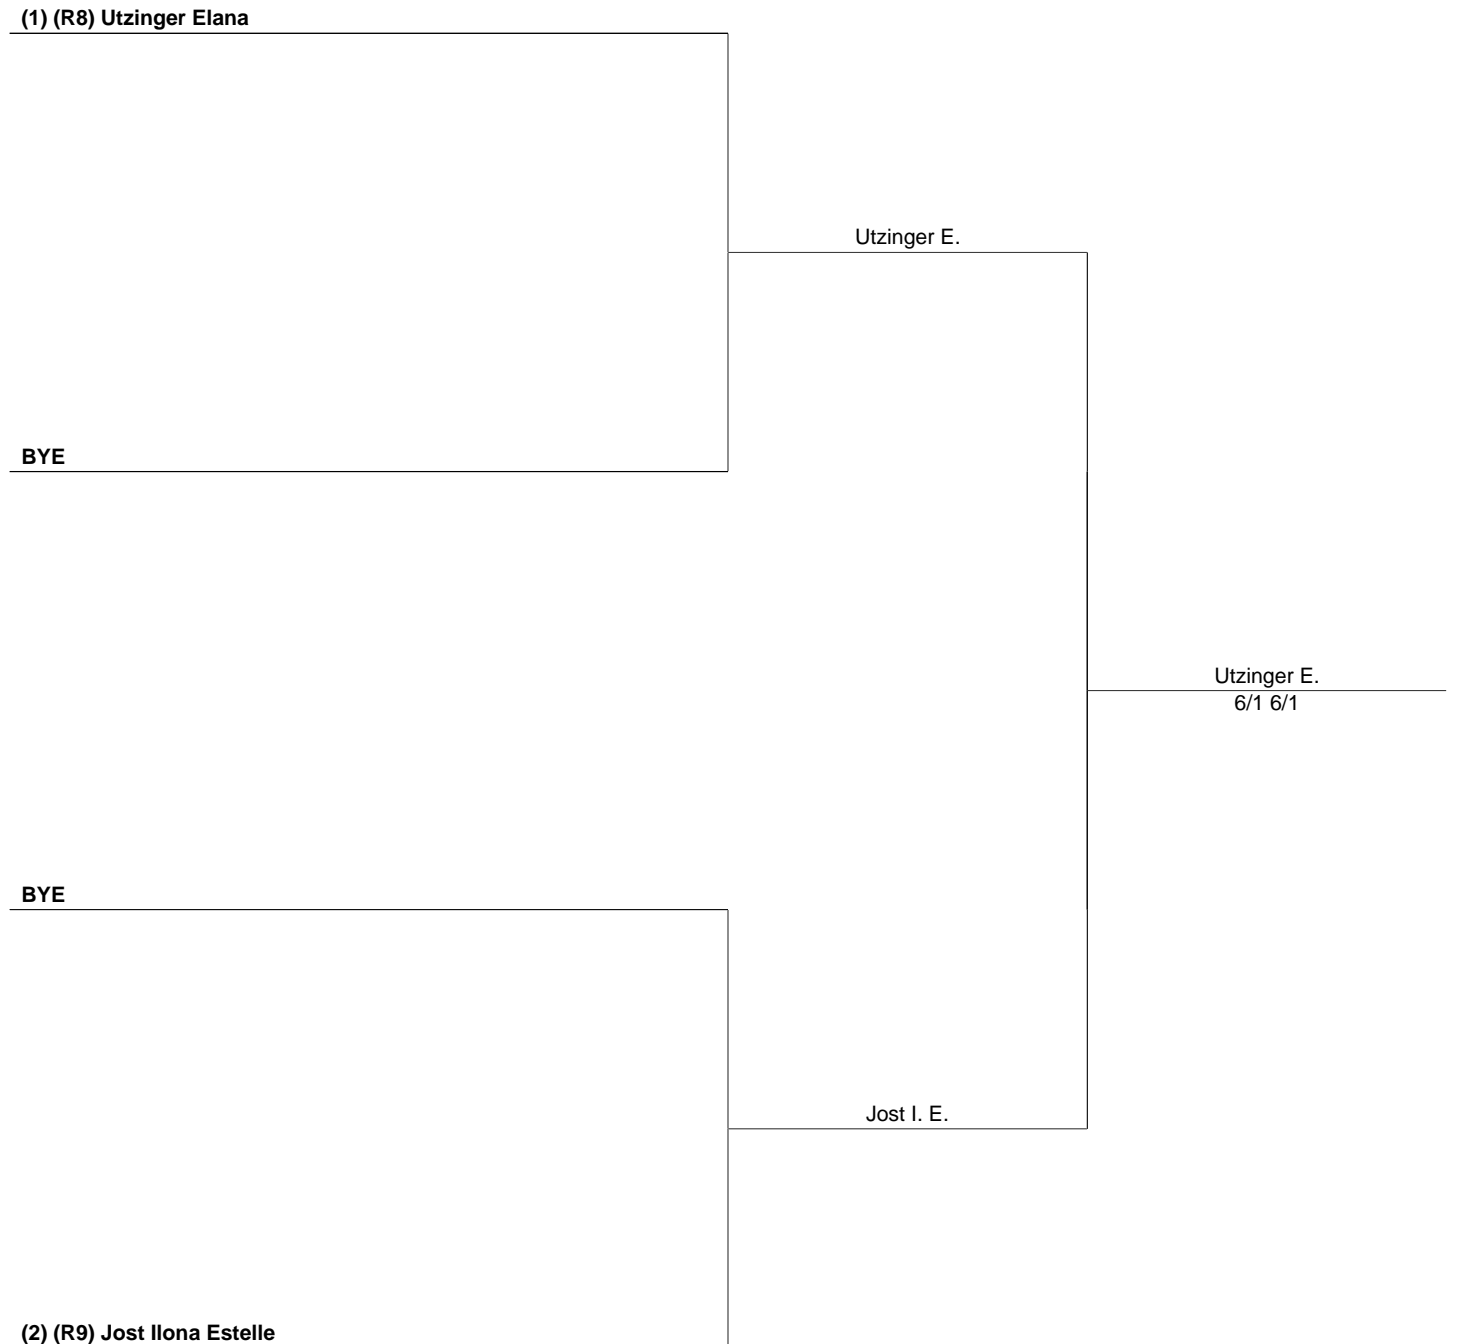 (1) (R8) Utzinger Elana
Utzinger E.
BYE
Utzinger E.
6/1 6/1
BYE
Jost I. E.
(2) (R9) Jost Ilona Estelle